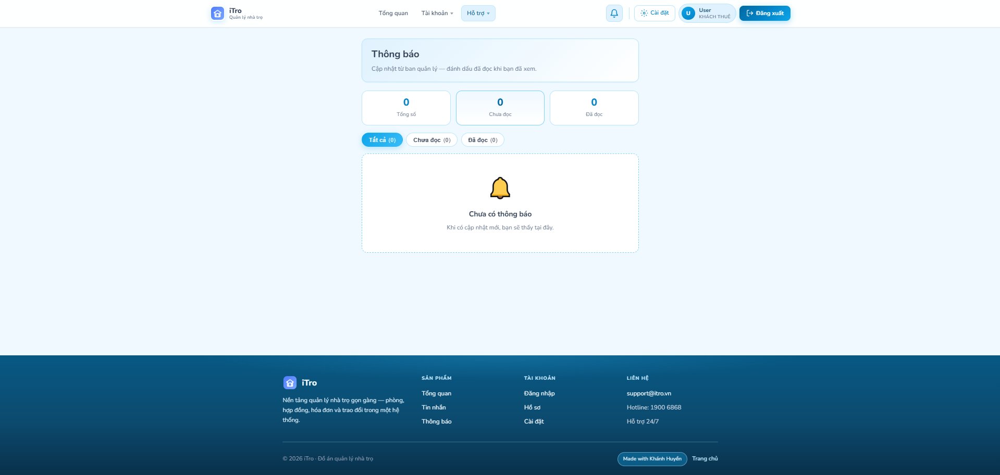 iTro
Quản lý nhà trọ
Tổng quan
Tài khoản
Hỗ trợ
Cài đặt
U
User
KHÁCH THUÊ
Đăng xuất
Thông báo
Cập nhật từ ban quản lý — đánh dấu đã đọc khi bạn đã xem.
0
Tổng số
0
Chưa đọc
0
Đã đọc
Tất cả (0)
Chưa đọc (0)
Đã đọc (0)
Chưa có thông báo
Khi có cập nhật mới, bạn sẽ thấy tại đây.
iTro
Nền tảng quản lý nhà trọ gọn gàng — phòng,
hợp đồng, hóa đơn và trao đổi trong một hệ
thống.
SẢN PHẨM
Tổng quan
Tin nhắn
Thông báo
TÀI KHOẢN
Đăng nhập
Hồ sơ
Cài đặt
LIÊN HỆ
support@itro.vn
Hotline: 1900 6868
Hỗ trợ 24/7
© 2026 iTro · Đồ án quản lý nhà trọ
Made with Khánh Huyền
Trang chủ